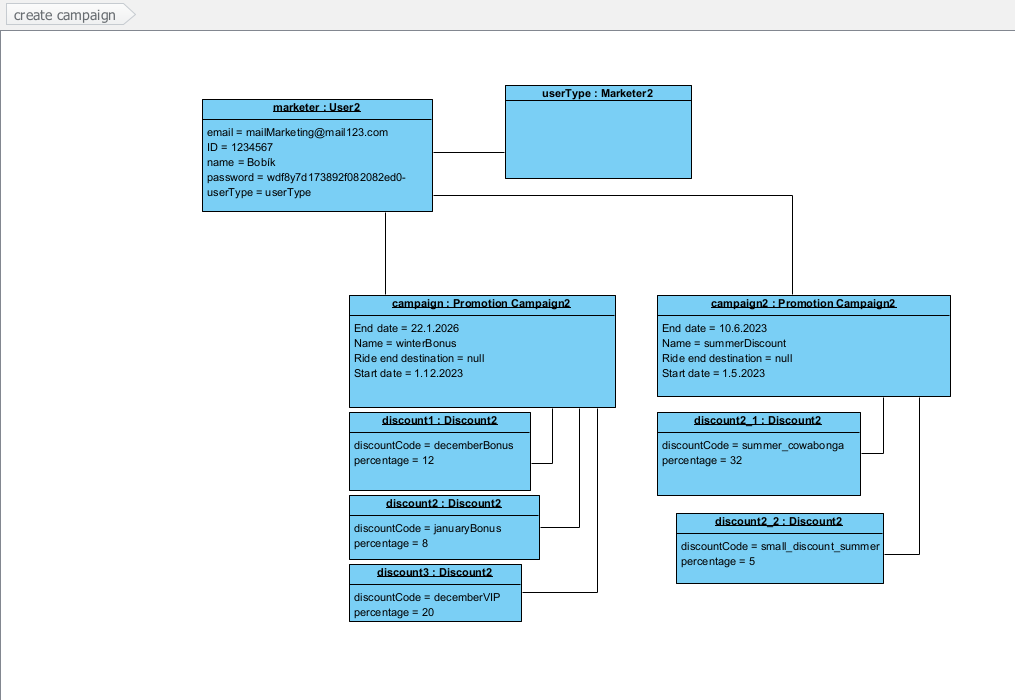 create campaign
marketer : User2
email = mailMarketing@mail123.com
ID = 1234567
name = Bobík
password = wdf8y7d173892f082082ed0-
userType = userType
userType : Marketer2
campaign : Promotion Campaign2
End date = 22.1.2026
Name = winterBonus
Ride end destination = null
Start date = 1.12.2023
campaign2 : Promotion Campaign2
End date = 10.6.2023
Name = summerDiscount
Ride end destination = null
Start date = 1.5.2023
discount1 : Discount2
discountCode = decemberBonus
percentage = 12
discount2 : Discount2
discountCode = januaryBonus
percentage = 8
discount3 : Discount2
discountCode = decemberVIP
percentage = 20
discount2_1 : Discount2
discountCode = summer_cowabonga
percentage = 32
discount2_2 : Discount2
discountCode = small_discount_summer
percentage = 5